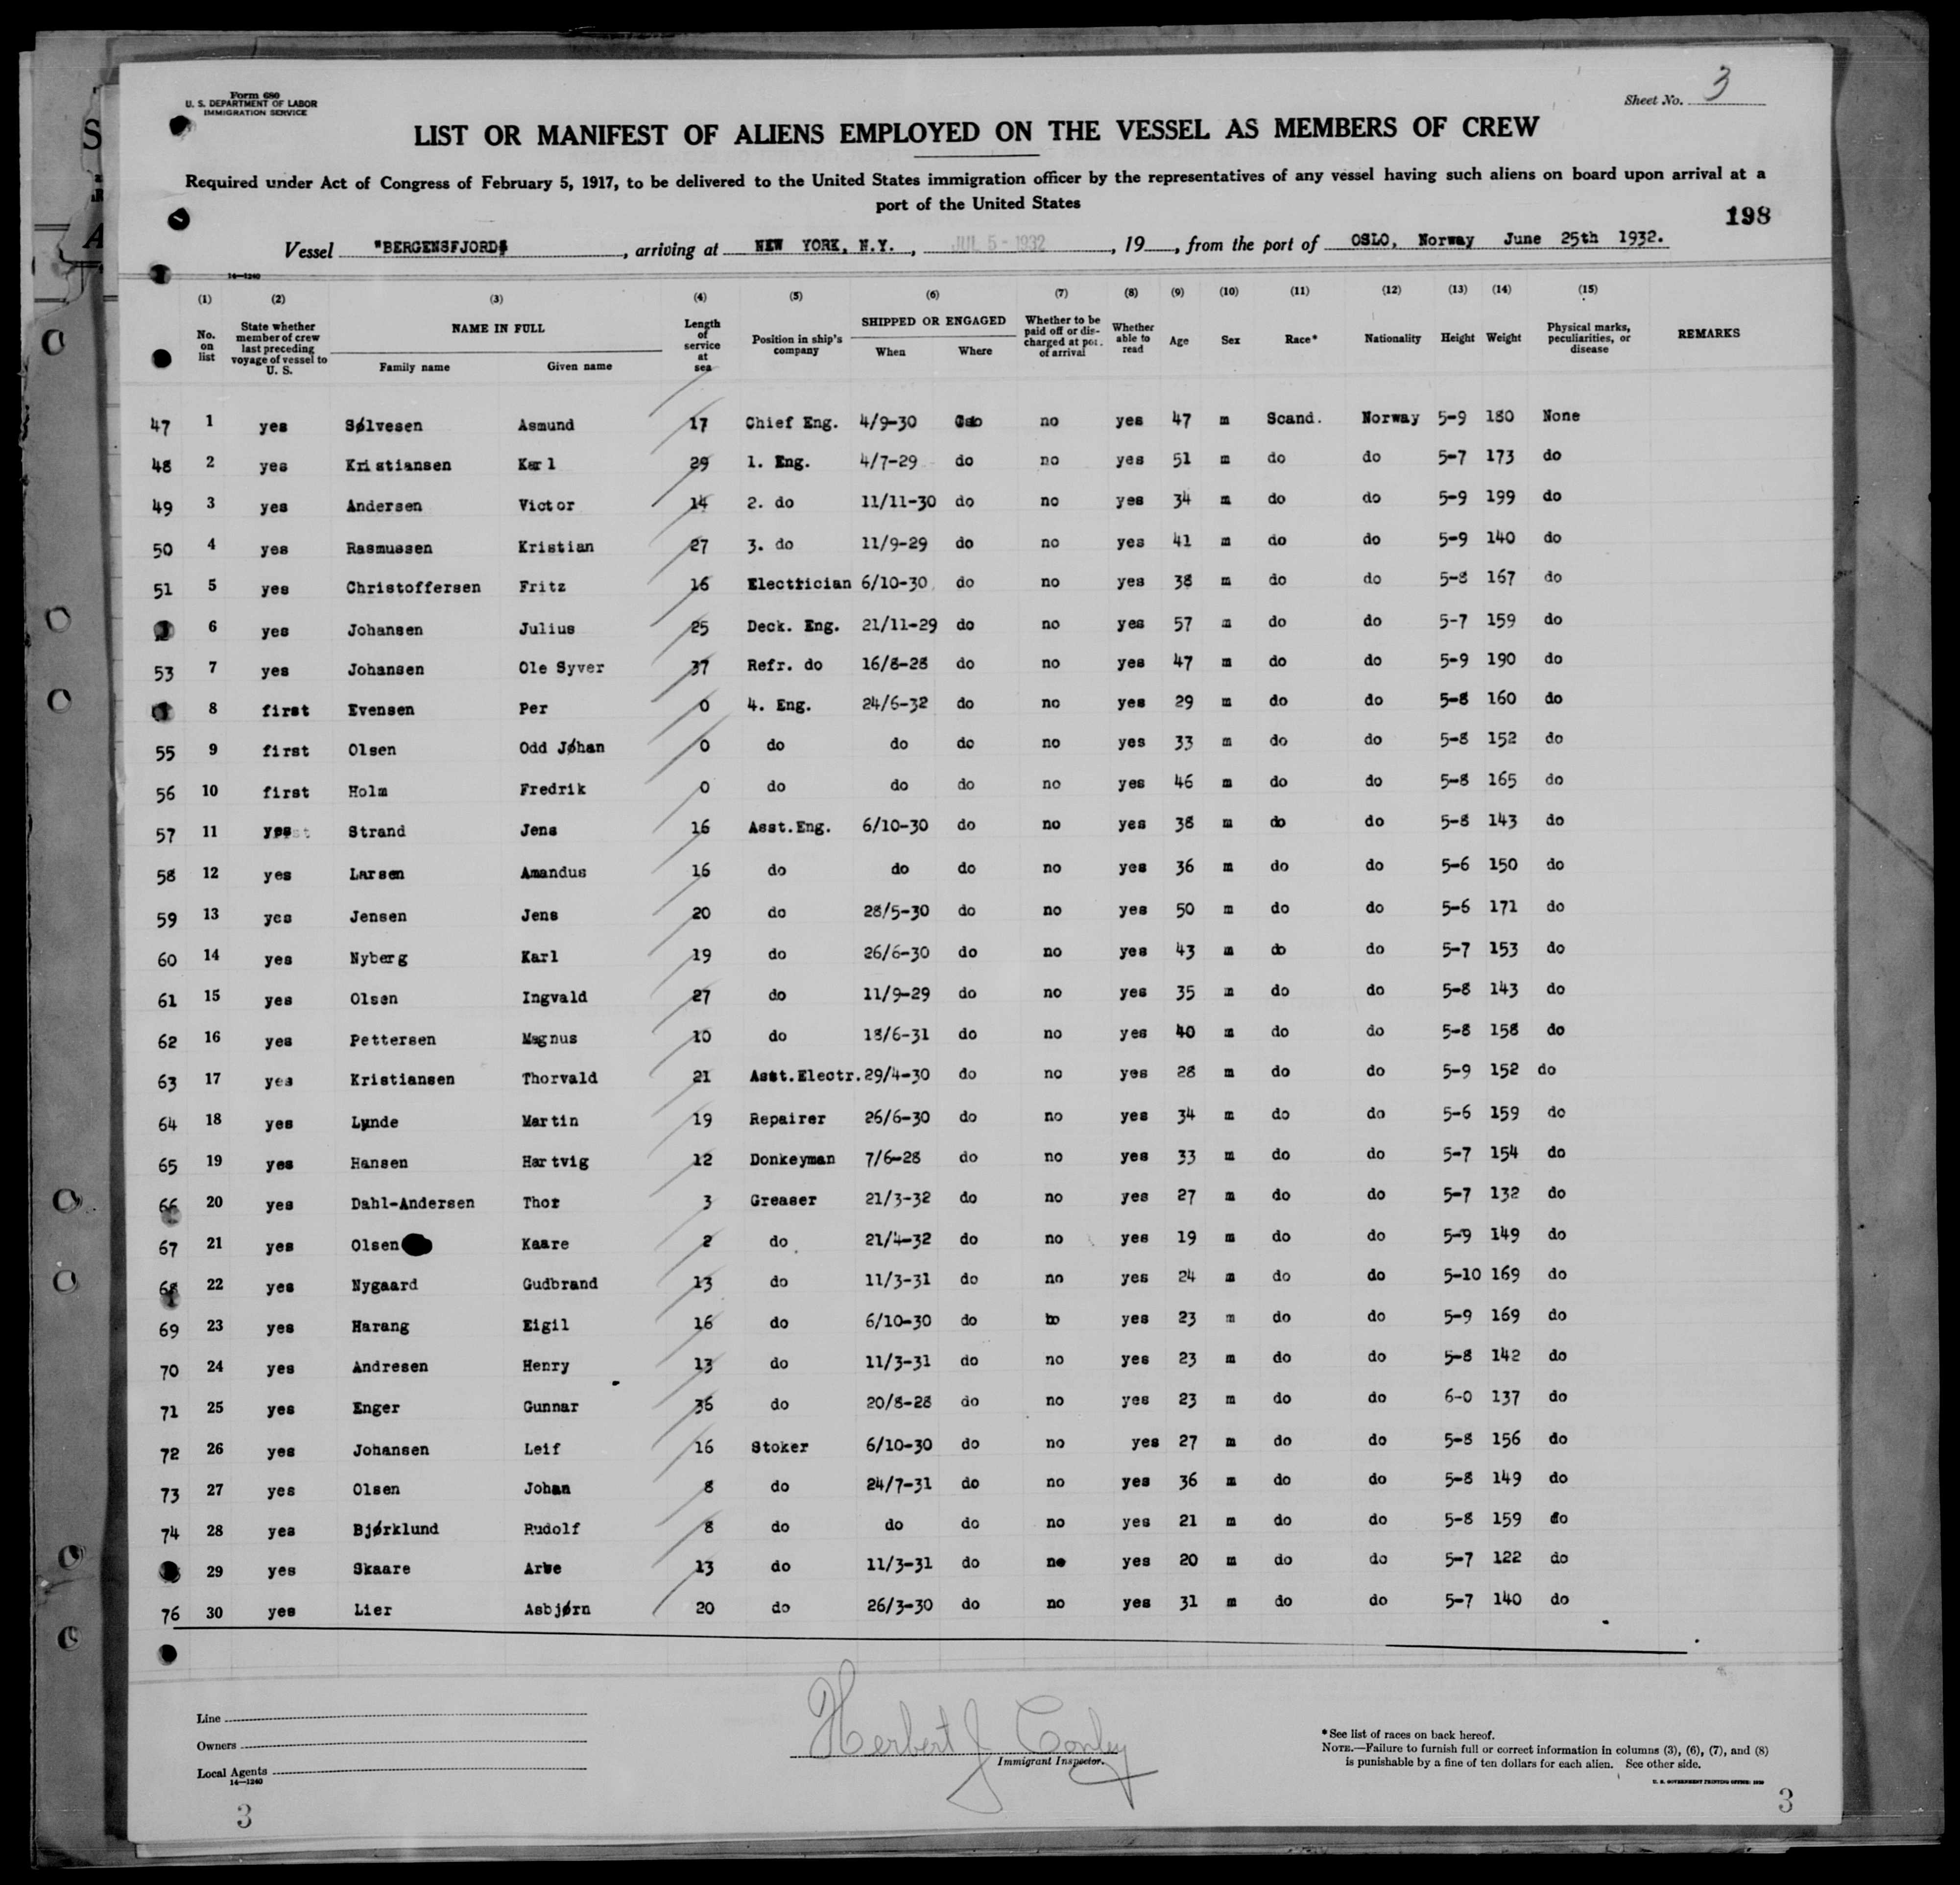 Form 680
U. S. DEPARTMENT OF LABOR
IMMIGRATION SERVICE
Sheet No. 3
LIST OR MANIFEST OF ALIENS EMPLOYED ON THE VESSEL AS MEMBERS OF CREW
Required under Act of Congress of February 5, 1917, to be delivered to the United States immigration officer by the representatives of any vessel having such aliens on board upon arrival at a
port of the United States
198
Vessel "BERGENSFJORD", arriving at NEW YORK, N.Y., JUL 5 - 1932, 19, from the port of OSLO, Norway June 25th 1932.
14—1240
(1) (2) (3) (4) (5) (6) (7) (8) (9) (10) (11) (12) (13) (14) (15)
No. on list State whether member of crew last preceding voyage of vessel to U. S. NAME IN FULL Family name Given name Length of service at sea Position in ship's company SHIPPED OR ENGAGED When Where Whether to be paid off or discharged at port of arrival Whether able to read Age Sex Race* Nationality Height Weight Physical marks, peculiarities, or disease REMARKS
47 1 yes Sølvesen Asmund 17 Chief Eng. 4/9-30 Oslo no yes 47 m Scand. Norway 5-9 180 None
48 2 yes Kristiansen Karl 29 1. Eng. 4/7-29 do no yes 51 m do do 5-7 173 do
49 3 yes Andersen Victor 14 2. do 11/11-30 do no yes 34 m do do 5-9 199 do
50 4 yes Rasmussen Kristian 27 3. do 11/9-29 do no yes 41 m do do 5-9 140 do
51 5 yes Christoffersen Fritz 16 Electrician 6/10-30 do no yes 38 m do do 5-8 167 do
6 yes Johansen Julius 25 Deck. Eng. 21/11-29 do no yes 57 m do do 5-7 159 do
53 7 yes Johansen Ole Syver 37 Refr. do 16/8-28 do no yes 47 m do do 5-9 190 do
8 first Evensen Per 0 4. Eng. 24/6-32 do no yes 29 m do do 5-8 160 do
55 9 first Olsen Odd Jøhan 0 do do do no yes 33 m do do 5-8 152 do
56 10 first Holm Fredrik 0 do do do no yes 46 m do do 5-8 165 do
57 11 yes Strand Jens 16 Asst.Eng. 6/10-30 do no yes 38 m do do 5-8 143 do
58 12 yes Larsen Amandus 16 do do do no yes 36 m do do 5-6 150 do
59 13 yes Jensen Jens 20 do 28/5-30 do no yes 50 m do do 5-6 171 do
60 14 yes Nyberg Karl 19 do 26/6-30 do no yes 43 m do do 5-7 153 do
61 15 yes Olsen Ingvald 27 do 11/9-29 do no yes 35 m do do 5-8 143 do
62 16 yes Pettersen Magnus 10 do 18/6-31 do no yes 40 m do do 5-8 158 do
63 17 yes Kristiansen Thorvald 21 Asst.Electr. 29/4-30 do no yes 28 m do do 5-9 152 do
64 18 yes Lynde Martin 19 Repairer 26/6-30 do no yes 34 m do do 5-6 159 do
65 19 yes Hansen Hartvig 12 Donkeyman 7/6-28 do no yes 33 m do do 5-7 154 do
66 20 yes Dahl-Andersen Thor 3 Greaser 21/3-32 do no yes 27 m do do 5-7 132 do
67 21 yes Olsen Kaare 2 do 21/4-32 do no yes 19 m do do 5-9 149 do
68 22 yes Nygaard Gudbrand 13 do 11/3-31 do no yes 24 m do do 5-10 169 do
69 23 yes Harang Eigil 16 do 6/10-30 do no yes 23 m do do 5-9 169 do
70 24 yes Andresen Henry 13 do 11/3-31 do no yes 23 m do do 5-8 142 do
71 25 yes Enger Gunnar 36 do 20/8-28 do no yes 23 m do do 6-0 137 do
72 26 yes Johansen Leif 16 Stoker 6/10-30 do no yes 27 m do do 5-8 156 do
73 27 yes Olsen Johan 8 do 24/7-31 do no yes 36 m do do 5-8 149 do
74 28 yes Bjørklund Rudolf 8 do do do no yes 21 m do do 5-8 159 do
29 yes Skaare Arne 13 do 11/3-31 do no yes 20 m do do 5-7 122 do
76 30 yes Lier Asbjørn 20 do 26/3-30 do no yes 31 m do do 5-7 140 do
Line
Owners
Local Agents
14—1240
Herbert J Conley
Immigrant Inspector.
*See list of races on back hereof.
NOTE.—Failure to furnish full or correct information in columns (3), (6), (7), and (8)
is punishable by a fine of ten dollars for each alien. See other side.
U. S. GOVERNMENT PRINTING OFFICE: 1930
3
3